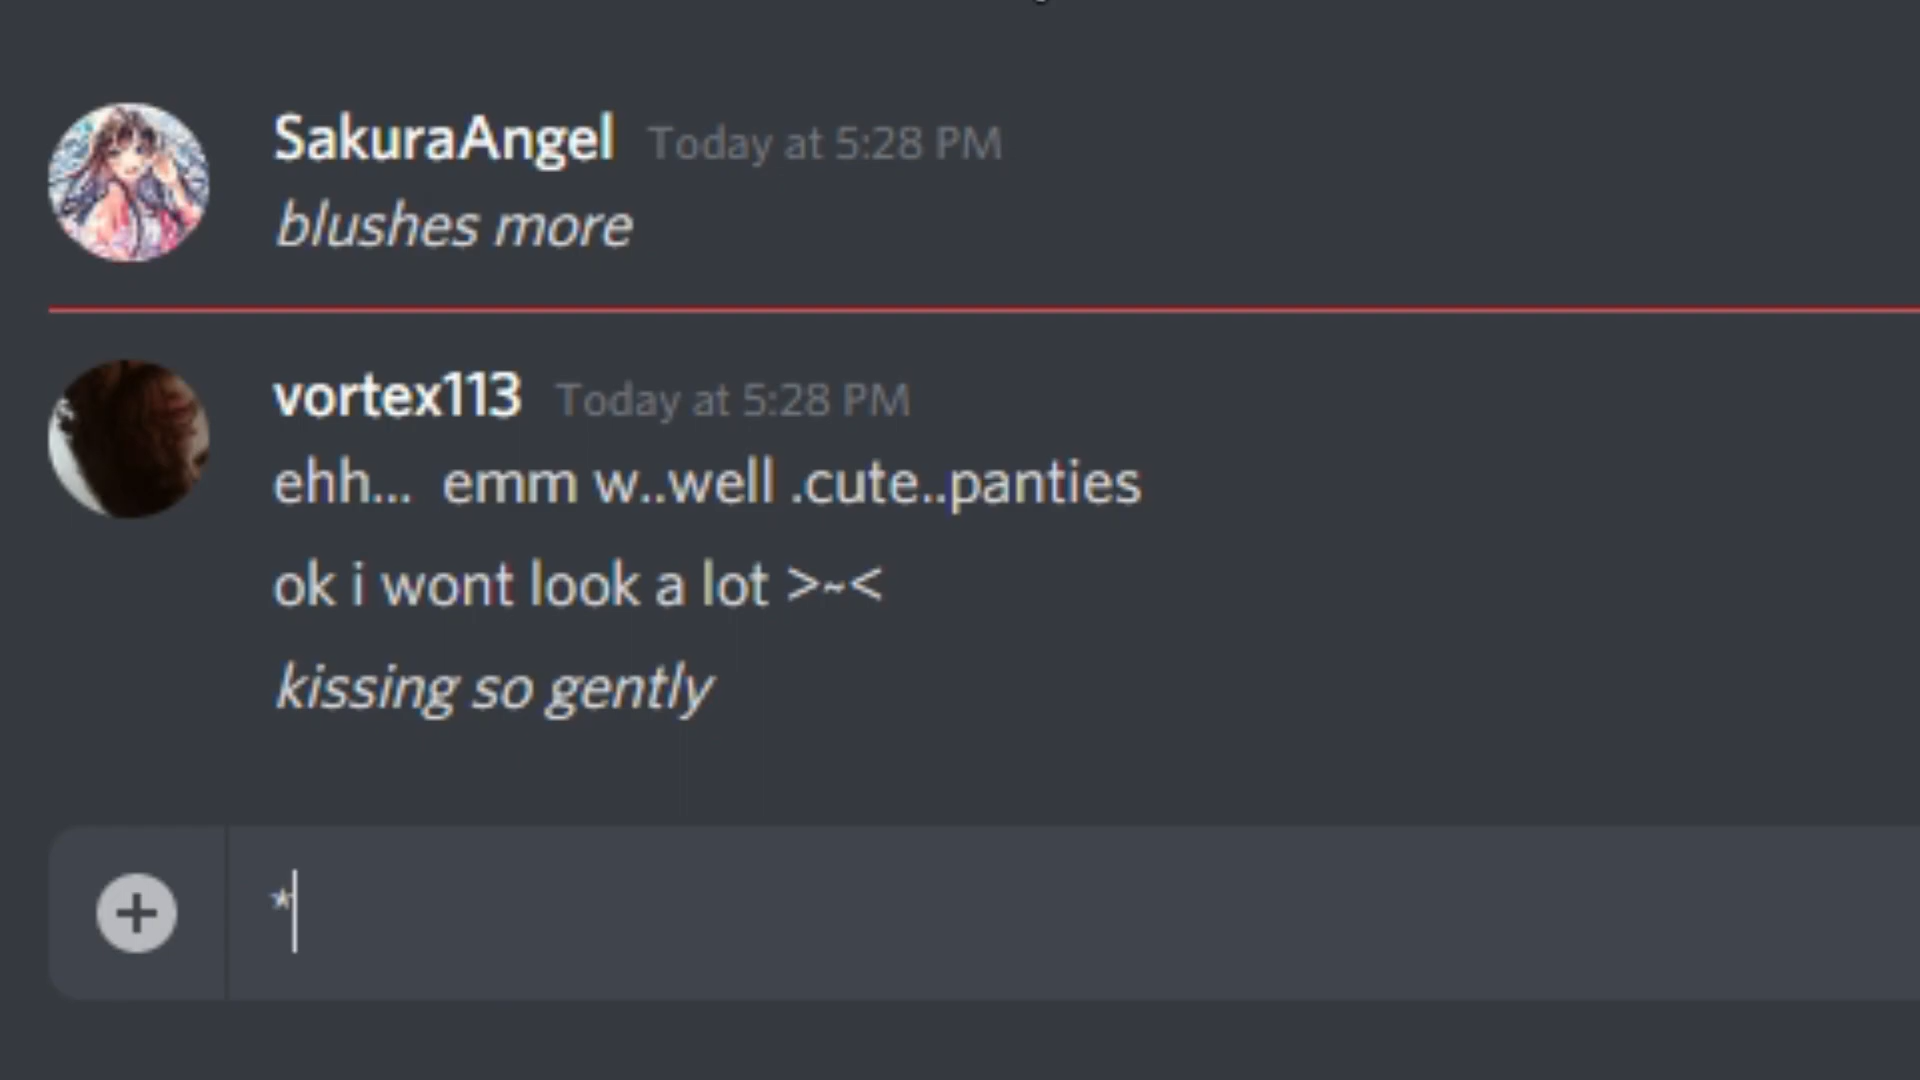 SakuraAngel Today at 5:28 PM
blushes more
vortex113 Today at 5:28 PM
ehh... emm w..well .cute..panties
ok i wont look a lot >~<
kissing so gently
*